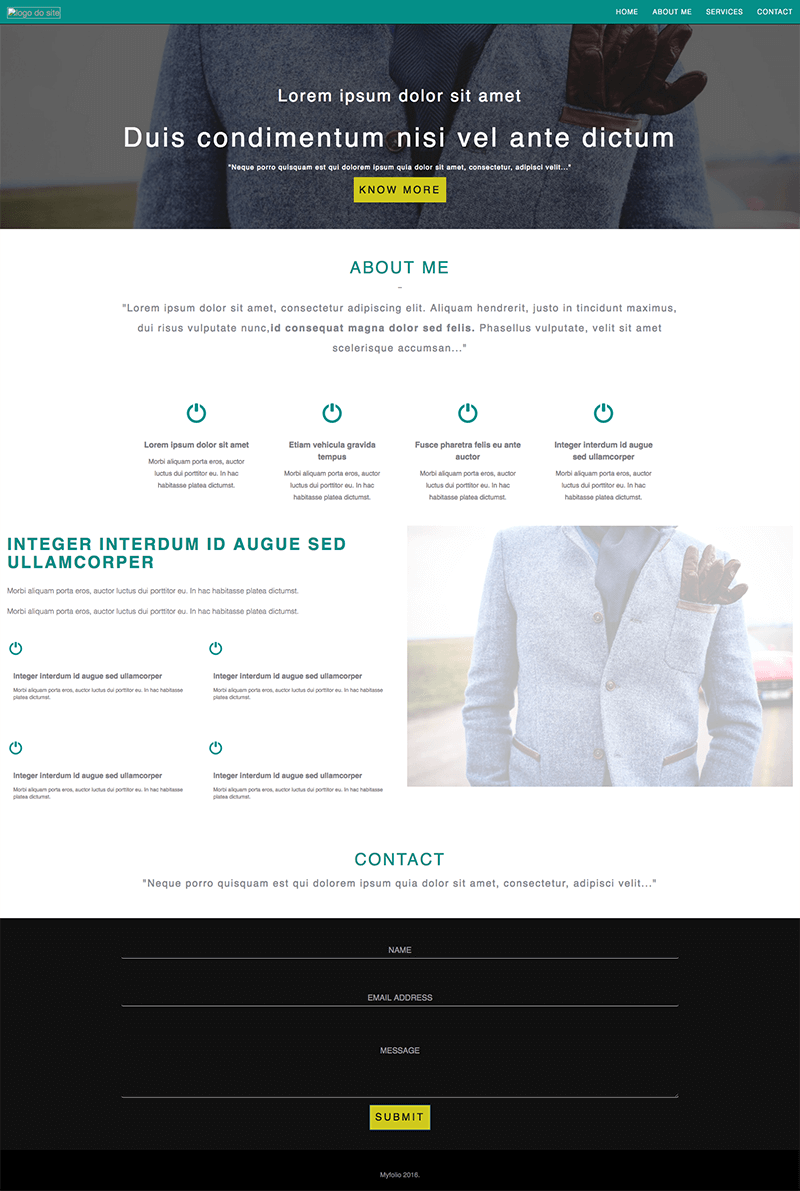 logo do site
HOME ABOUT ME SERVICES CONTACT
Lorem ipsum dolor sit amet
Duis condimentum nisi vel ante dictum
"Neque porro quisquam est qui dolorem ipsum quia dolor sit amet, consectetur, adipisci velit..."
KNOW MORE
ABOUT ME
"Lorem ipsum dolor sit amet, consectetur adipiscing elit. Aliquam hendrerit, justo in tincidunt maximus,
dui risus vulputate nunc,id consequat magna dolor sed felis. Phasellus vulputate, velit sit amet
scelerisque accumsan..."
Lorem ipsum dolor sit amet
Morbi aliquam porta eros, auctor
luctus dui porttitor eu. In hac
habitasse platea dictumst.
Etiam vehicula gravida
tempus
Morbi aliquam porta eros, auctor
luctus dui porttitor eu. In hac
habitasse platea dictumst.
Fusce pharetra felis eu ante
auctor
Morbi aliquam porta eros, auctor
luctus dui porttitor eu. In hac
habitasse platea dictumst.
Integer interdum id augue
sed ullamcorper
Morbi aliquam porta eros, auctor
luctus dui porttitor eu. In hac
habitasse platea dictumst.
INTEGER INTERDUM ID AUGUE SED
ULLAMCORPER
Morbi aliquam porta eros, auctor luctus dui porttitor eu. In hac habitasse platea dictumst.
Morbi aliquam porta eros, auctor luctus dui porttitor eu. In hac habitasse platea dictumst.
Integer interdum id augue sed ullamcorper
Morbi aliquam porta eros, auctor luctus dui porttitor eu. In hac habitasse
platea dictumst.
Integer interdum id augue sed ullamcorper
Morbi aliquam porta eros, auctor luctus dui porttitor eu. In hac habitasse
platea dictumst.
Integer interdum id augue sed ullamcorper
Morbi aliquam porta eros, auctor luctus dui porttitor eu. In hac habitasse
platea dictumst.
Integer interdum id augue sed ullamcorper
Morbi aliquam porta eros, auctor luctus dui porttitor eu. In hac habitasse
platea dictumst.
CONTACT
"Neque porro quisquam est qui dolorem ipsum quia dolor sit amet, consectetur, adipisci velit..."
NAME
EMAIL ADDRESS
MESSAGE
SUBMIT
Myfolio 2016.